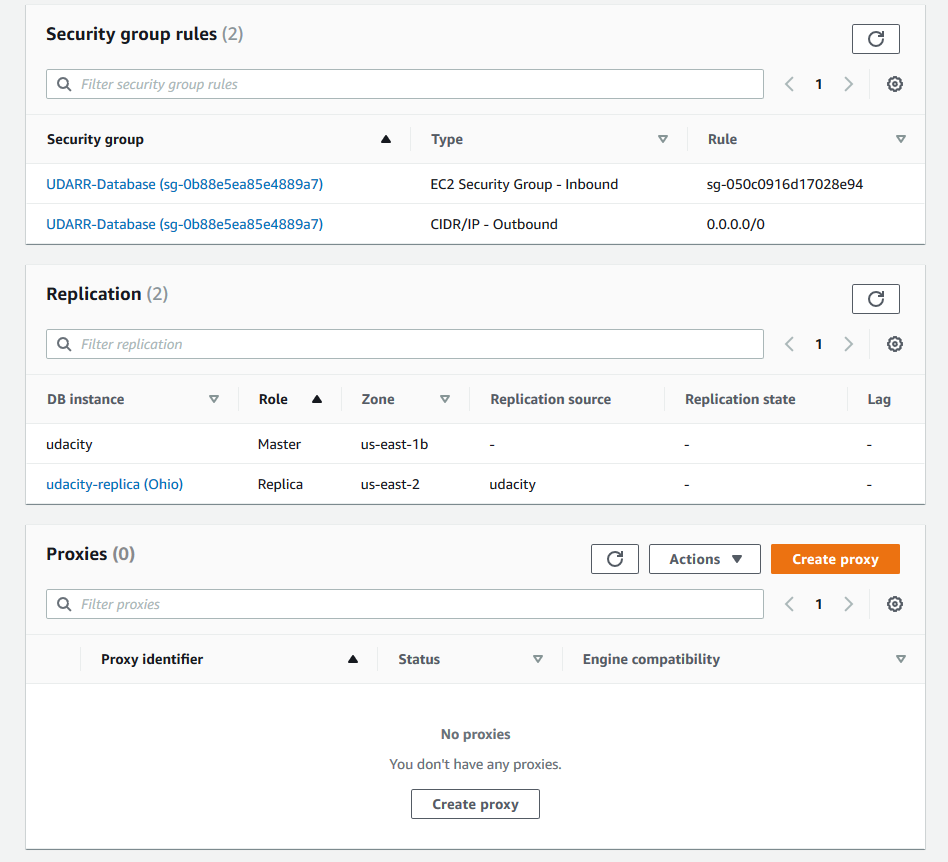 Security group rules (2)
Filter security group rules
1
Security group Type Rule
UDARR-Database (sg-0b88e5ea85e4889a7) EC2 Security Group - Inbound sg-050c0916d17028e94
UDARR-Database (sg-0b88e5ea85e4889a7) CIDR/IP - Outbound 0.0.0.0/0
Replication (2)
Filter replication
1
DB instance Role Zone Replication source Replication state Lag
udacity Master us-east-1b - - -
udacity-replica (Ohio) Replica us-east-2 udacity - -
Proxies (0)
Actions
Create proxy
Filter proxies
1
Proxy identifier Status Engine compatibility
No proxies
You don't have any proxies.
Create proxy